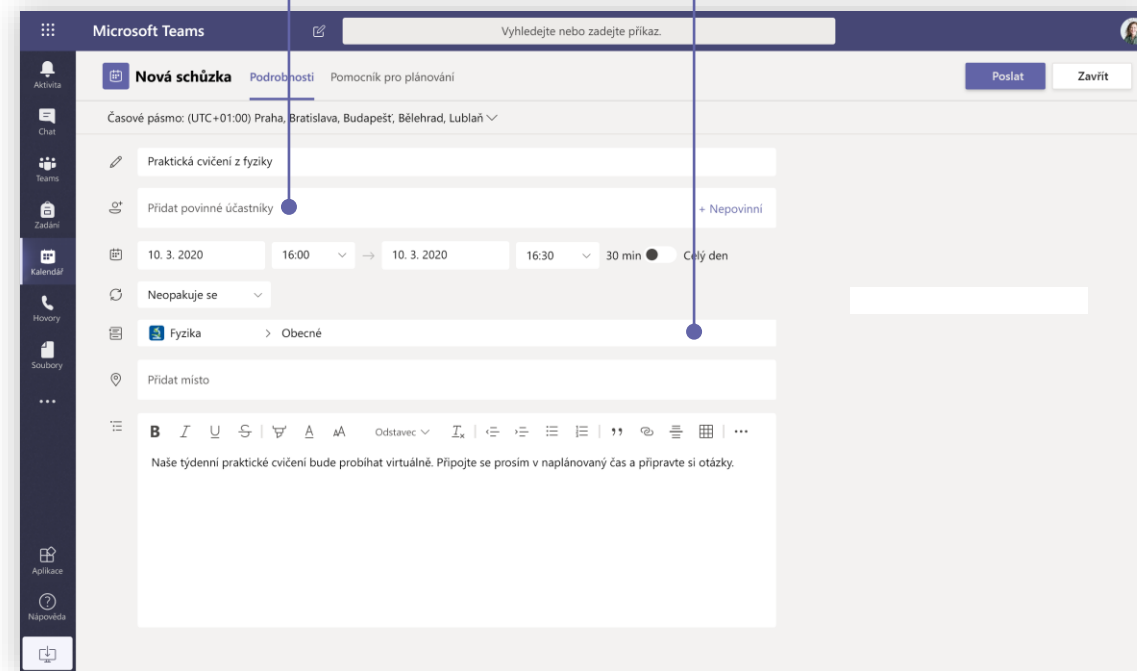 Microsoft Teams
Vyhledejte nebo zadejte příkaz.
Aktivita
Chat
Teams
Zadání
Kalendář
Hovory
Soubory
Aplikace
Nápověda
Nová schůzka Podrobnosti Pomocník pro plánování
Poslat Zavřít
Časové pásmo: (UTC+01:00) Praha, Bratislava, Budapešť, Bělehrad, Lublaň
Praktická cvičení z fyziky
Přidat povinné účastníky + Nepovinní
10. 3. 2020 16:00 → 10. 3. 2020 16:30 30 min Celý den
Neopakuje se
Fyzika > Obecné
Přidat místo
B I U S A AA Odstavec Ix
Naše týdenní praktické cvičení bude probíhat virtuálně. Připojte se prosím v naplánovaný čas a připravte si otázky.